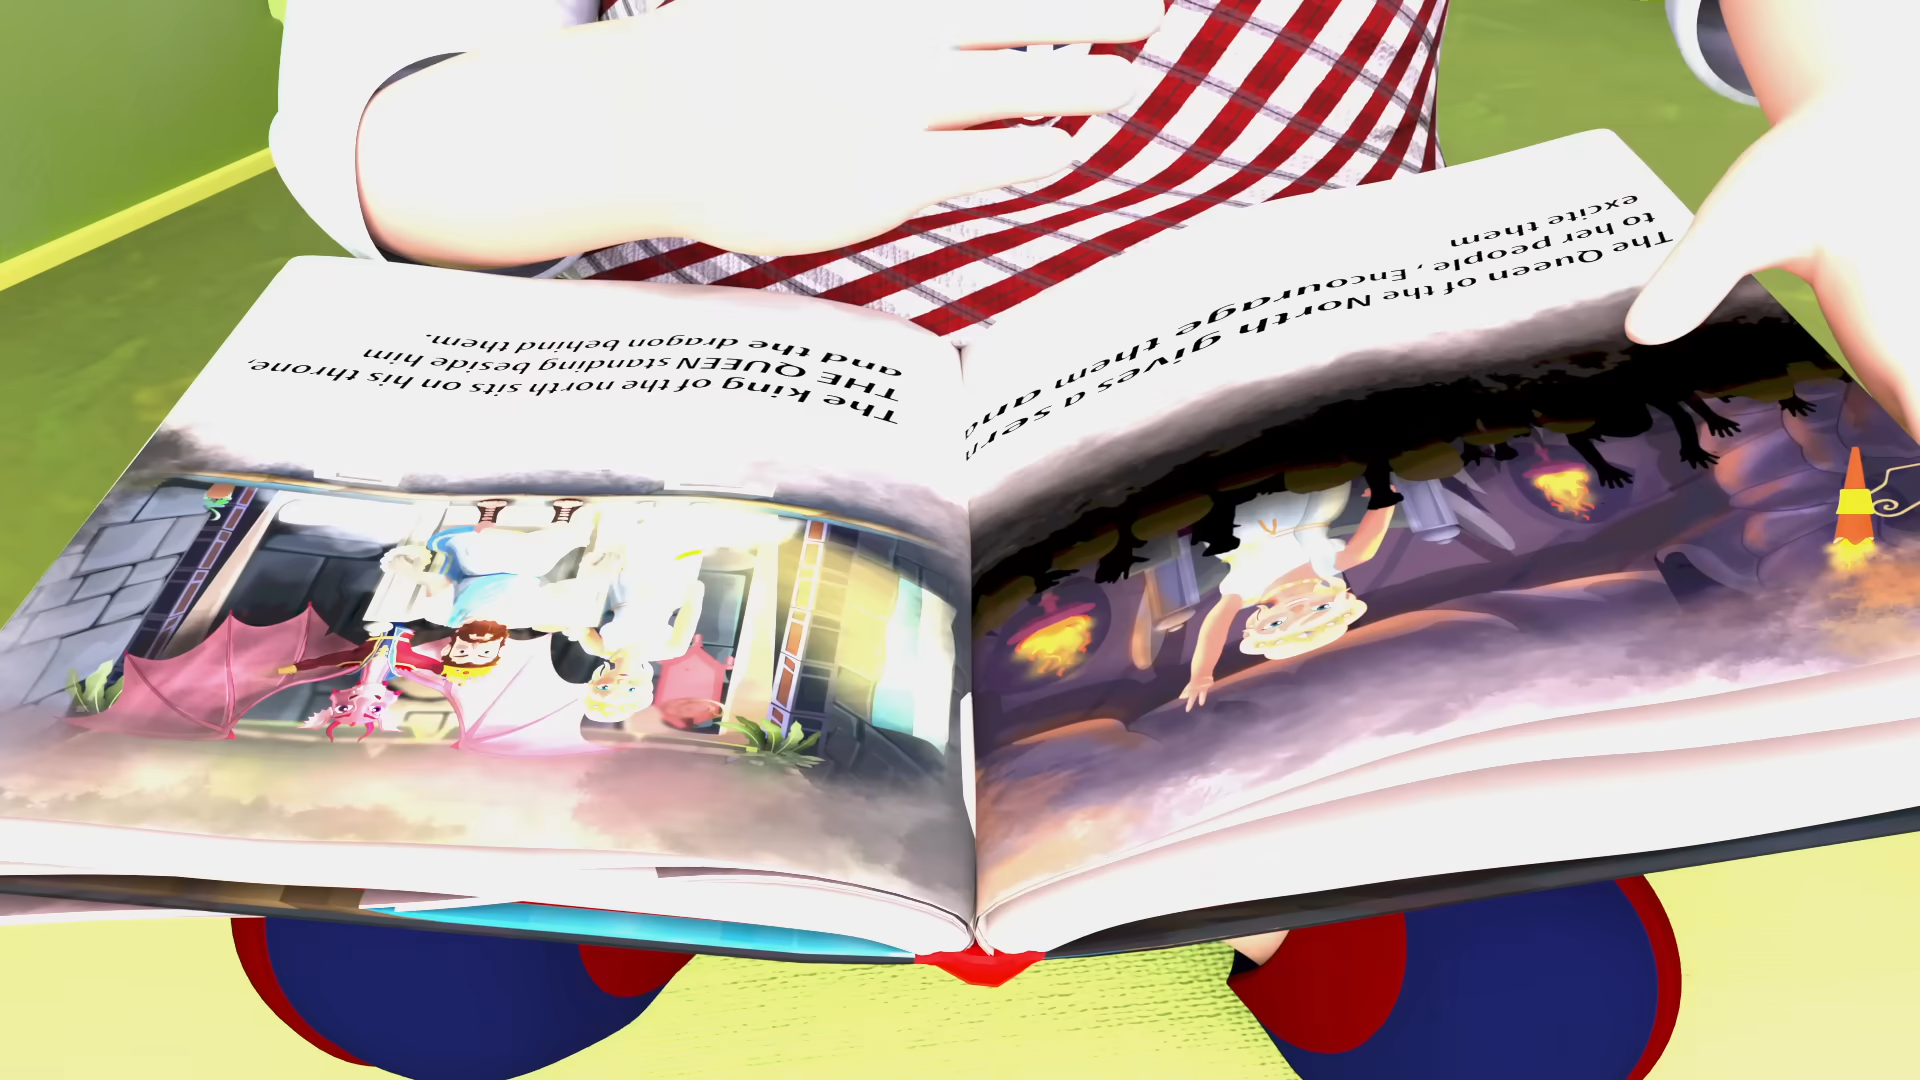 The Queen of the North gives a
to her people , Encourage them and
excite them
The king of the north sits on his throne,
THE QUEEN standing beside him
and the dragon behind them.